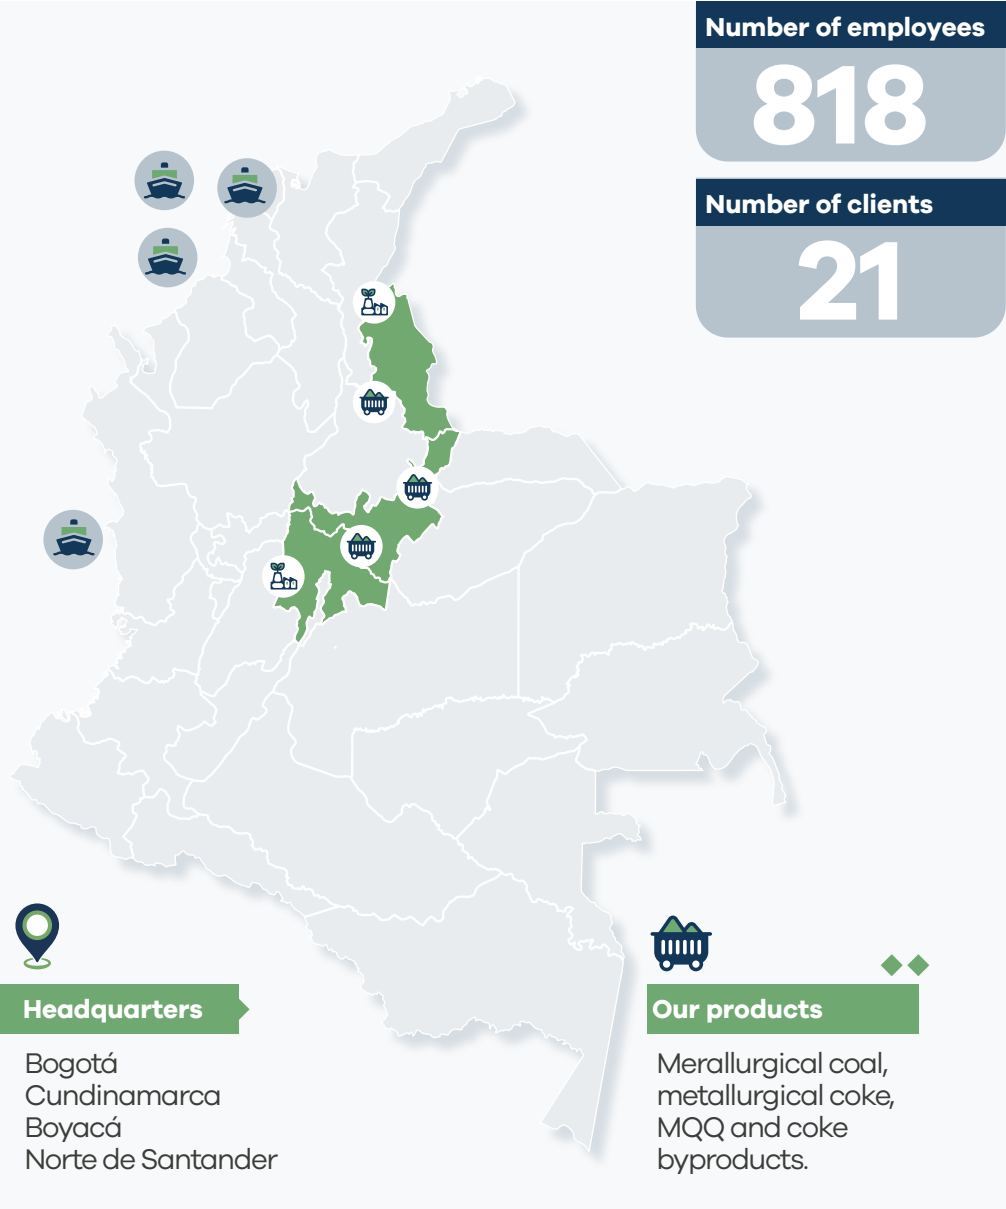 Number of employees
818
Number of clients
21
Headquarters
Bogotá
Cundinamarca
Boyacá
Norte de Santander
Our products
Merallurgical coal,
metallurgical coke,
MQQ and coke
byproducts.